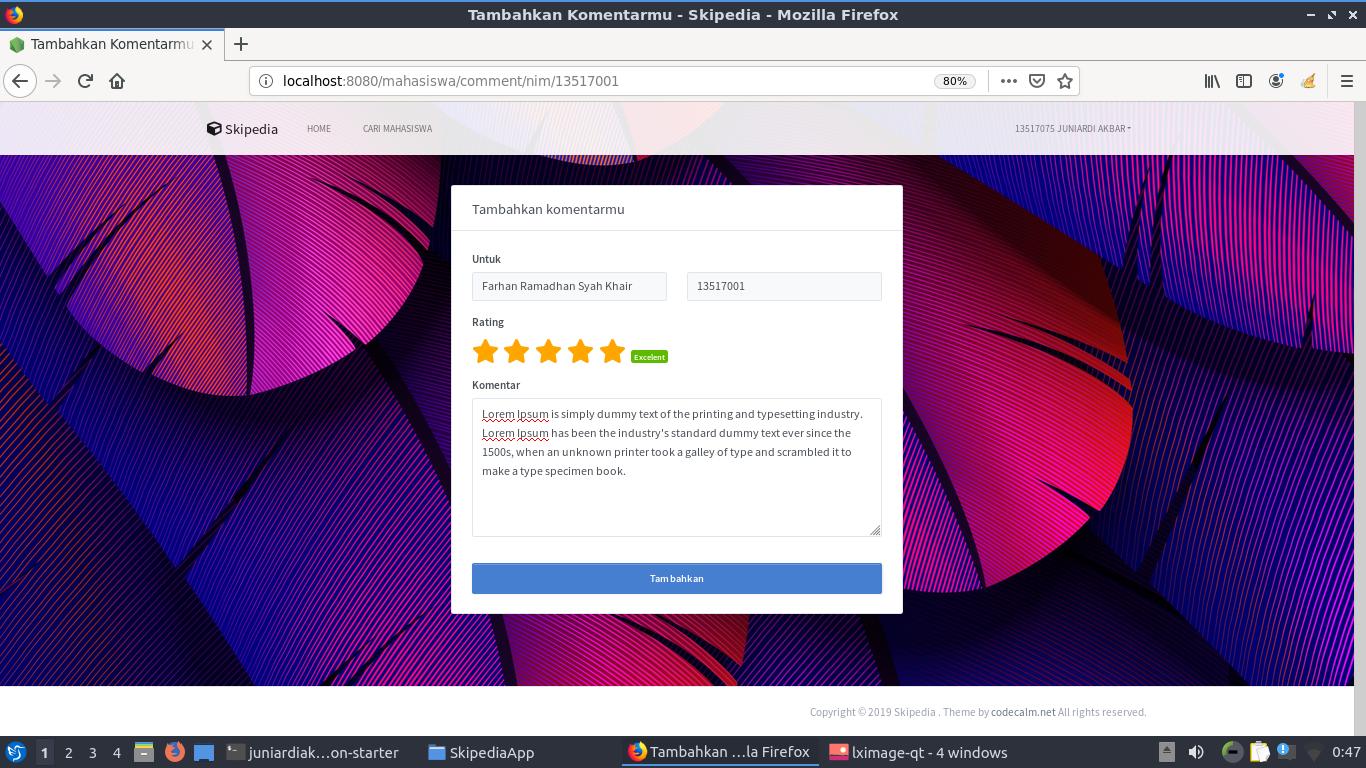 Tambahkan Komentarmu - Skipedia - Mozilla Firefox
Tambahkan Komentarmu
localhost:8080/mahasiswa/comment/nim/13517001
80%
Skipedia
HOME
CARI MAHASISWA
13517075 JUNIARDI AKBAR
Tambahkan komentarmu
Untuk
Farhan Ramadhan Syah Khair
13517001
Rating
Excelent
Komentar
Lorem Ipsum is simply dummy text of the printing and typesetting industry.
Lorem Ipsum has been the industry's standard dummy text ever since the
1500s, when an unknown printer took a galley of type and scrambled it to
make a type specimen book.
Tambahkan
Copyright © 2019 Skipedia . Theme by codecalm.net All rights reserved.
1 2 3 4
juniardiak...on-starter
SkipediaApp
Tambahkan ...la Firefox
lximage-qt - 4 windows
0:47